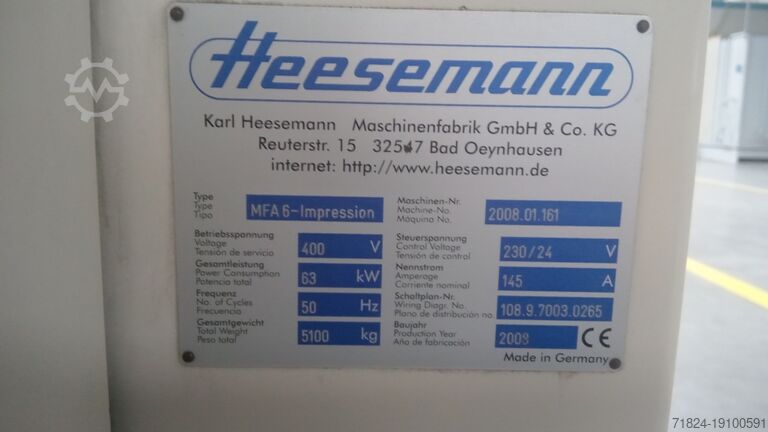 Heesemann
Karl Heesemann Maschinenfabrik GmbH & Co. KG
Reuterstr. 15 32547 Bad Oeynhausen
internet: http://www.heesemann.de
Type
Type
Tipo
MFA 6-Impression
Maschinen-Nr.
Machine-No.
Máquina No.
2008.01.161
Betriebsspannung
Voltage
Tensión de servicio
400 V
Steuerspannung
Control Voltage
Tensión de control
230/24 V
Gesamtleistung
Power Consumption
Potencia total
63 kW
Nennstrom
Amperage
Corriente nominal
145 A
Frequenz
No. of Cycles
Frecuencia
50 Hz
Schaltplan-Nr.
Wiring Diagr. No.
Plano de distribución no.
108.9.7003.0265
Gesamtgewicht
Total Weight
Peso total
5100 kg
Baujahr
Production Year
Año de fabricación
2008 CE
Made in Germany
71824-19100591